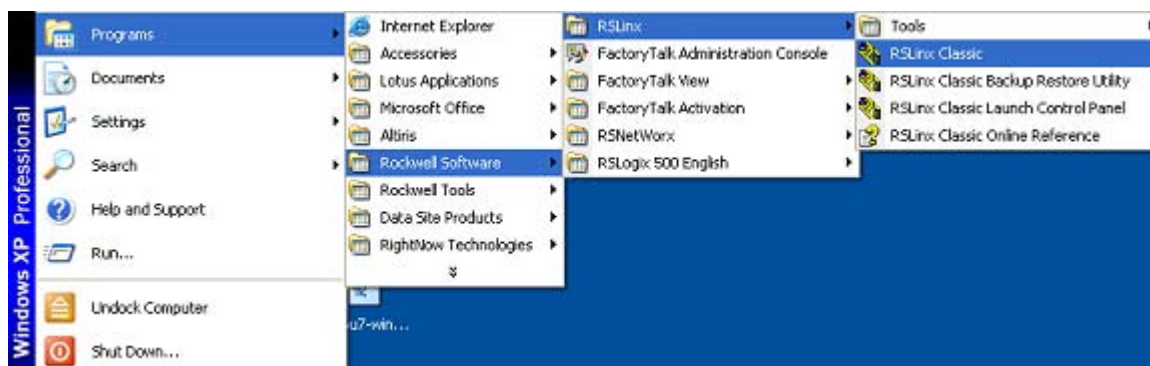 Windows XP Professional
Programs
Documents
Settings
Search
Help and Support
Run...
Undock Computer
Shut Down...
Internet Explorer
Accessories
Lotus Applications
Microsoft Office
Altiris
Rockwell Software
Rockwell Tools
Data Site Products
RightNow Technologies
RSLinx
FactoryTalk Administration Console
FactoryTalk View
FactoryTalk Activation
RSNetWorx
RSLogix 500 English
Tools
RSLinx Classic
RSLinx Classic Backup Restore Utility
RSLinx Classic Launch Control Panel
RSLinx Classic Online Reference
u7-win...